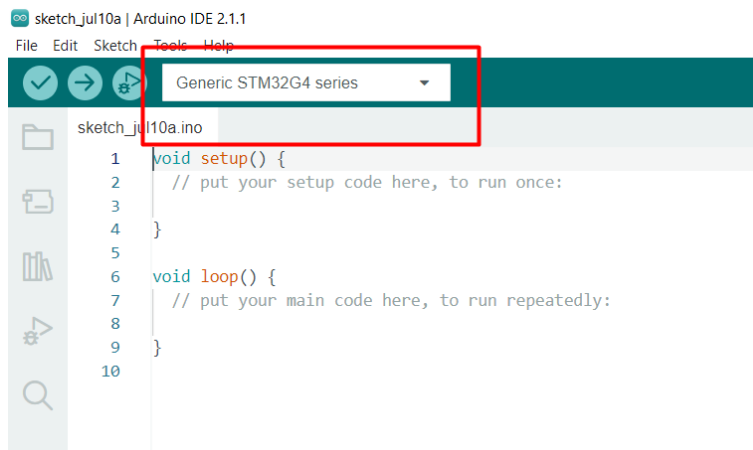 sketch_jul10a | Arduino IDE 2.1.1
File Edit Sketch Tools Help
Generic STM32G4 series
sketch_jul10a.ino
1 void setup() {
2 // put your setup code here, to run once:
3
4 }
5
6 void loop() {
7 // put your main code here, to run repeatedly:
8
9 }
10